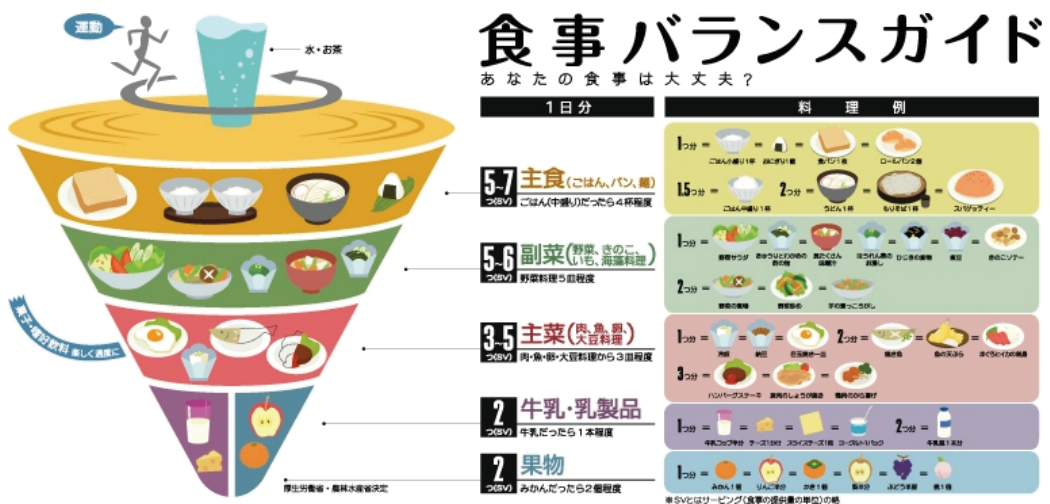 運動
水・お茶
食事バランスガイド
あなたの食事は大丈夫？
1日分
料理例
5~7 つ(SV)
主食(ごはん、パン、麺)
ごはん(中盛り)だったら4杯程度
5~6 つ(SV)
副菜(野菜、きのこ、いも、海藻料理)
野菜料理5皿程度
3~5 つ(SV)
主菜(肉、魚、卵、大豆料理)
肉・魚・卵・大豆料理から3皿程度
2 つ(SV)
牛乳・乳製品
牛乳だったら1本程度
2 つ(SV)
果物
みかんだったら2個程度
菓子・嗜好飲料 楽しく適度に
厚生労働省・農林水産省決定
1つ分 = ごはん小盛り1杯 = おにぎり1個 = 食パン1枚 = ロールパン2個
1.5つ分 = ごはん中盛り1杯 2つ分 = うどん1杯 = もりそば1杯 = スパゲッティー
1つ分 = 野菜サラダ = きゅうりとわかめの酢の物 = 具だくさん味噌汁 = ほうれん草のお浸し = ひじきの煮物 = 煮豆 = きのこソテー
2つ分 = 野菜の煮物 = 野菜炒め = 芋の煮っころがし
1つ分 = 冷奴 = 納豆 = 目玉焼き一皿 2つ分 = 焼き魚 = 魚の天ぷら = まぐろとイカの刺身
3つ分 = ハンバーグステーキ = 豚肉のしょうが焼き = 鶏肉のから揚げ
1つ分 = 牛乳コップ半分 = チーズ1かけ = スライスチーズ1枚 = ヨーグルト1パック 2つ分 = 牛乳瓶1本分
1つ分 = みかん1個 = りんご半分 = かき1個 = 梨半分 = ぶどう半房 = 桃1個
※SVとはサービング(食事の提供量の単位)の略